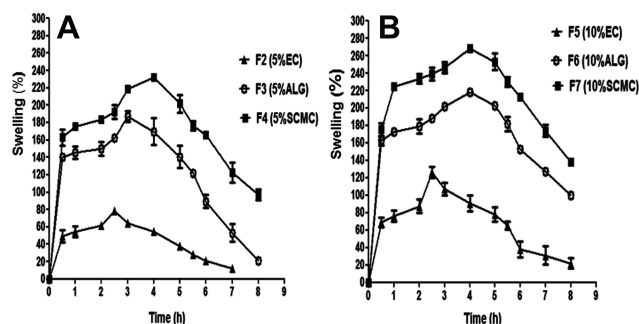 A
Swelling (%)
300
280
260
240
220
200
180
160
140
120
100
80
60
40
20
0
0 1 2 3 4 5 6 7 8 9
Time (h)
F2 (5%EC)
F3 (5%ALG)
F4 (5%SCMC)
B
Swelling (%)
300
280
260
240
220
200
180
160
140
120
100
80
60
40
20
0
0 1 2 3 4 5 6 7 8 9
Time (h)
F5 (10%EC)
F6 (10%ALG)
F7 (10%SCMC)